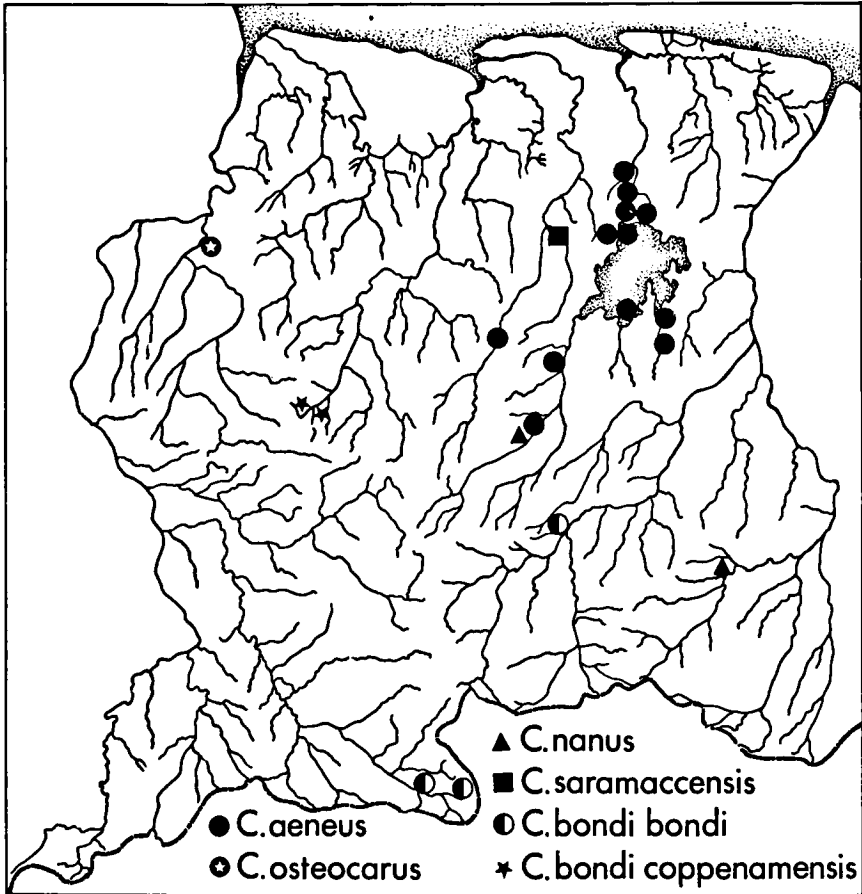 C.nanus
C.saramaccensis
C.aeneus
C.bondi bondi
C.osteocarus
C.bondi coppenamensis